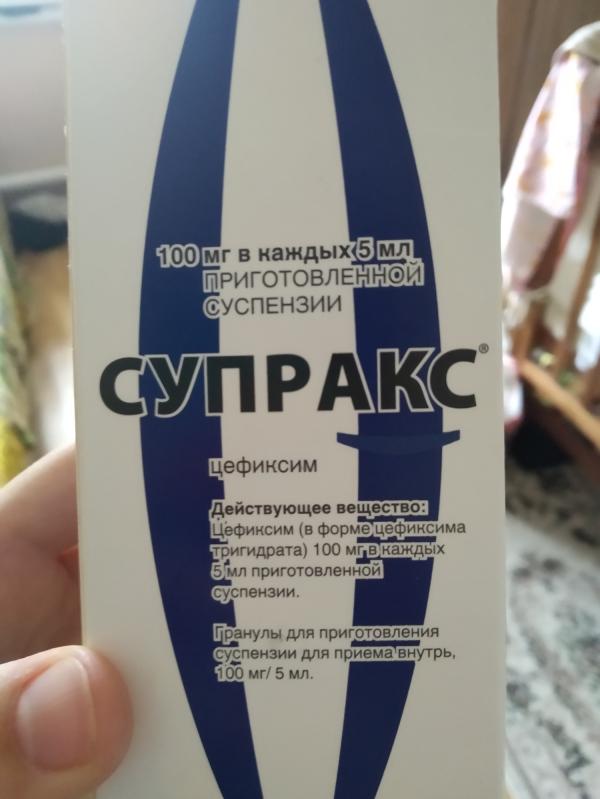 100 мг в каждых 5 мл
ПРИГОТОВЛЕННОЙ
СУСПЕНЗИИ
СУПРАКС®
цефиксим
Действующее вещество:
Цефиксим (в форме цефиксима
тригидрата) 100 мг в каждых
5 мл приготовленной
суспензии.
Гранулы для приготовления
суспензии для приема внутрь,
100 мг/ 5 мл.